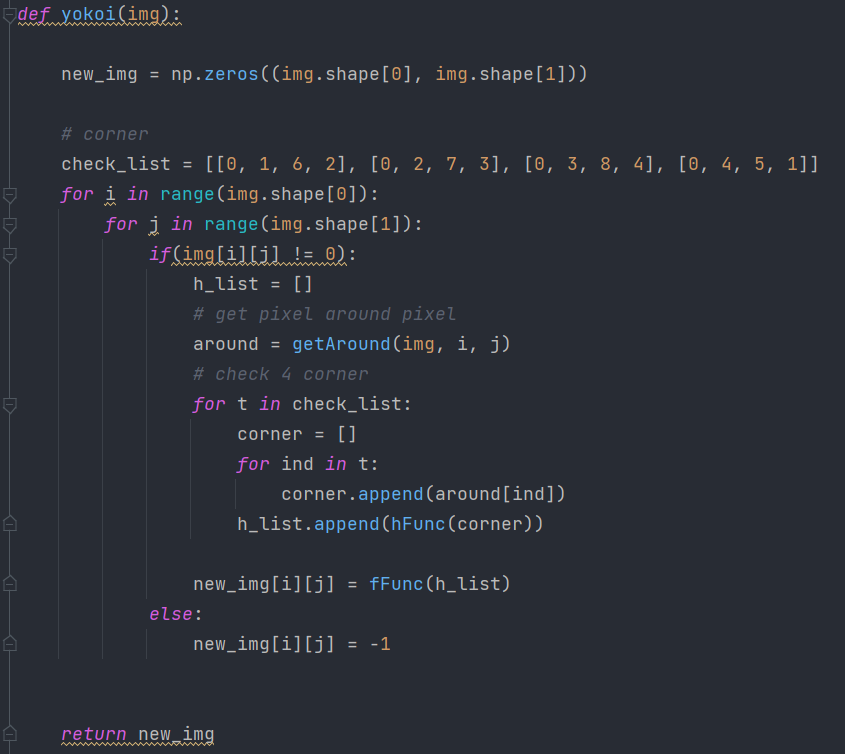 def yokoi(img):
    new_img = np.zeros((img.shape[0], img.shape[1]))
    # corner
    check_list = [[0, 1, 6, 2], [0, 2, 7, 3], [0, 3, 8, 4], [0, 4, 5, 1]]
    for i in range(img.shape[0]):
        for j in range(img.shape[1]):
            if(img[i][j] != 0):
                h_list = []
                # get pixel around pixel
                around = getAround(img, i, j)
                # check 4 corner
                for t in check_list:
                    corner = []
                    for ind in t:
                        corner.append(around[ind])
                    h_list.append(hFunc(corner))
                new_img[i][j] = fFunc(h_list)
            else:
                new_img[i][j] = -1
    return new_img